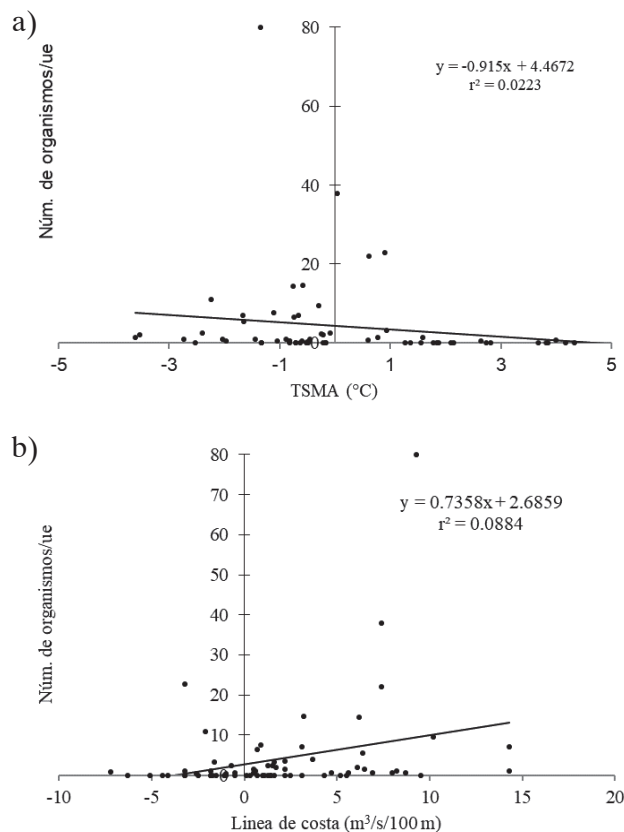 a)
80
60
40
20
0
Núm. de organismos/ue
y = -0.915x + 4.4672
r² = 0.0223
-5
-3
-1
1
3
5
TSMA (°C)
b)
80
70
60
50
40
30
20
10
0
Núm. de organismos/ue
y = 0.7358x + 2.6859
r² = 0.0884
-10
-5
0
5
10
15
20
Linea de costa (m³/s/100 m)